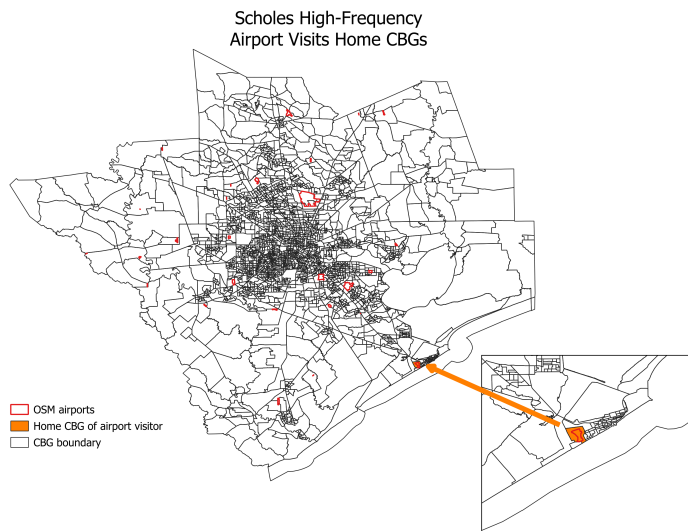 Scholes High-Frequency
Airport Visits Home CBGs
OSM airports
Home CBG of airport visitor
CBG boundary